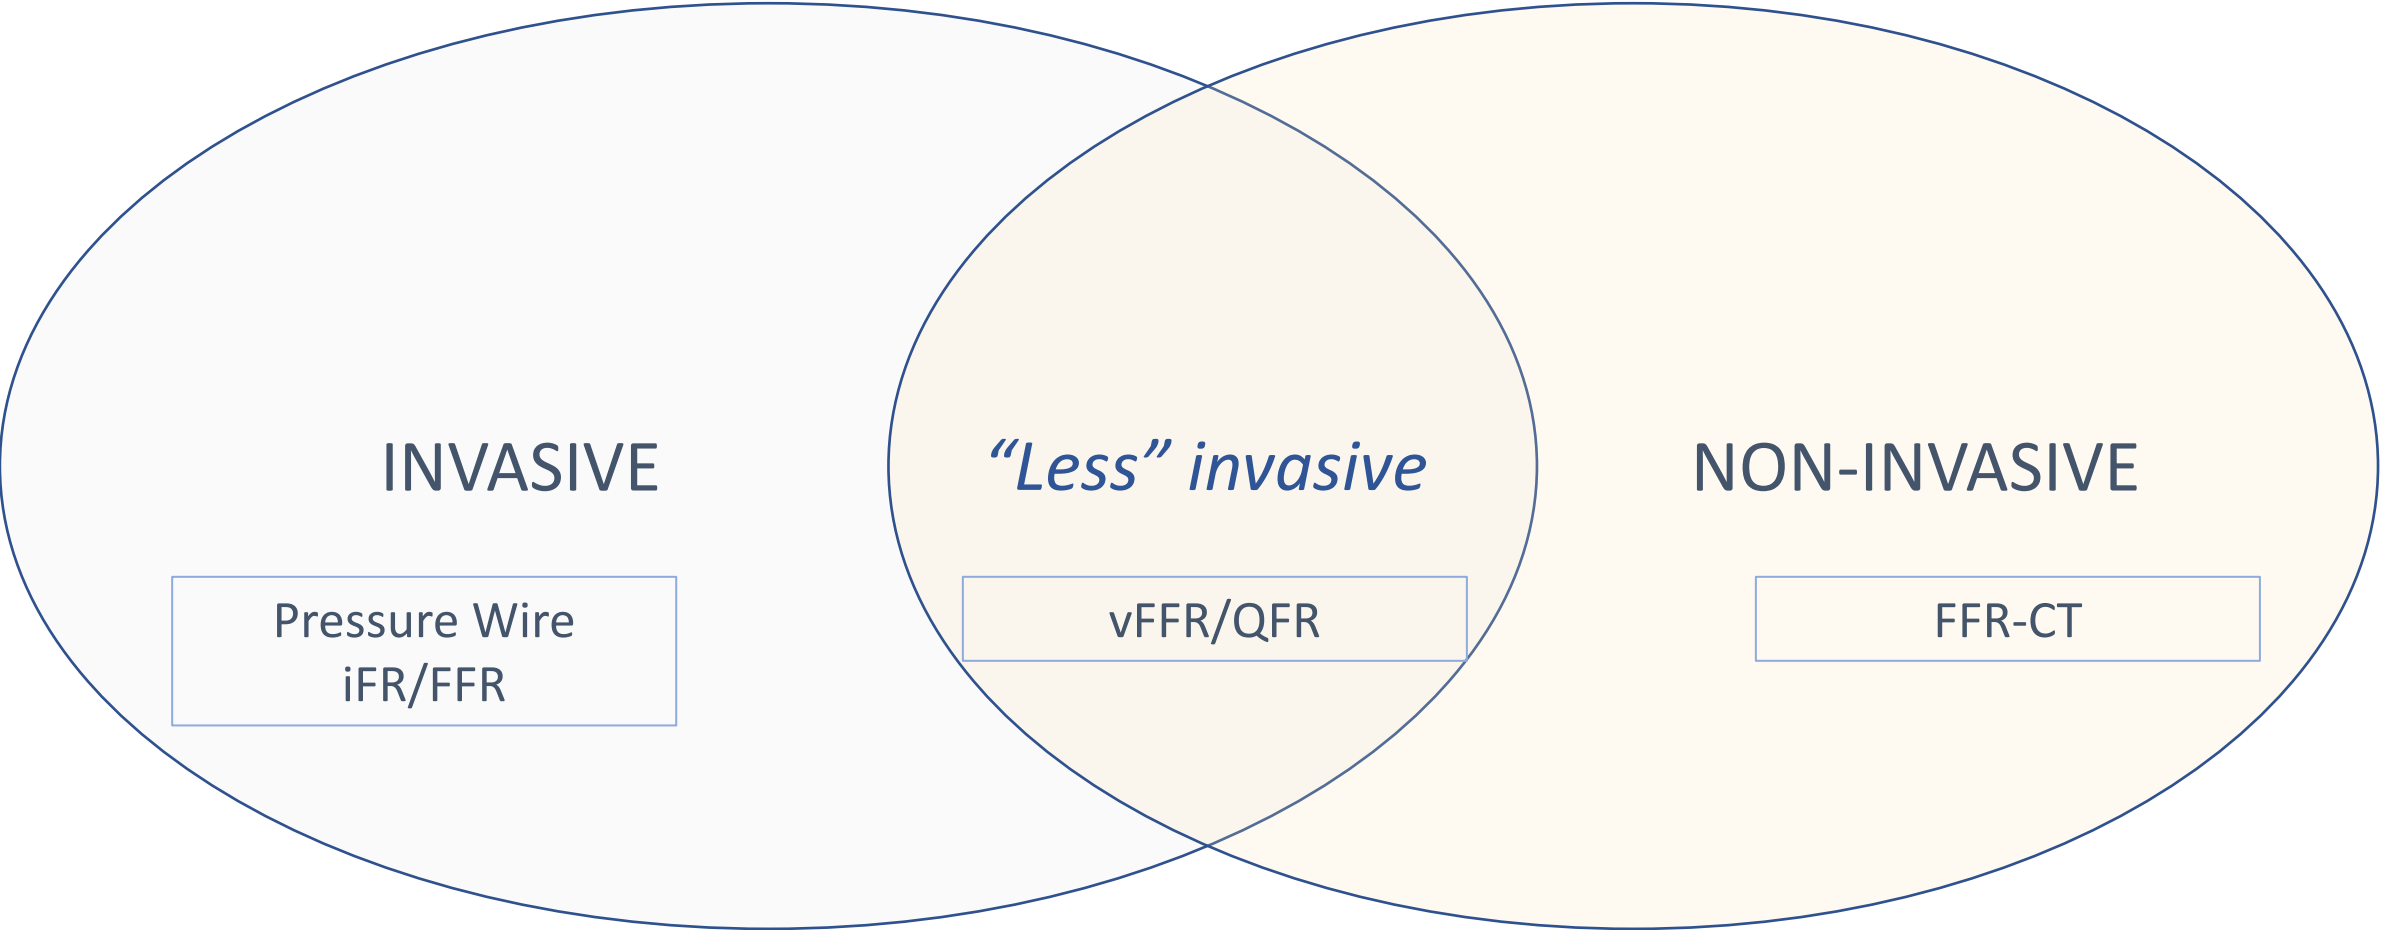 INVASIVE
“Less” invasive
NON-INVASIVE
Pressure Wire
iFR/FFR
vFFR/QFR
FFR-CT